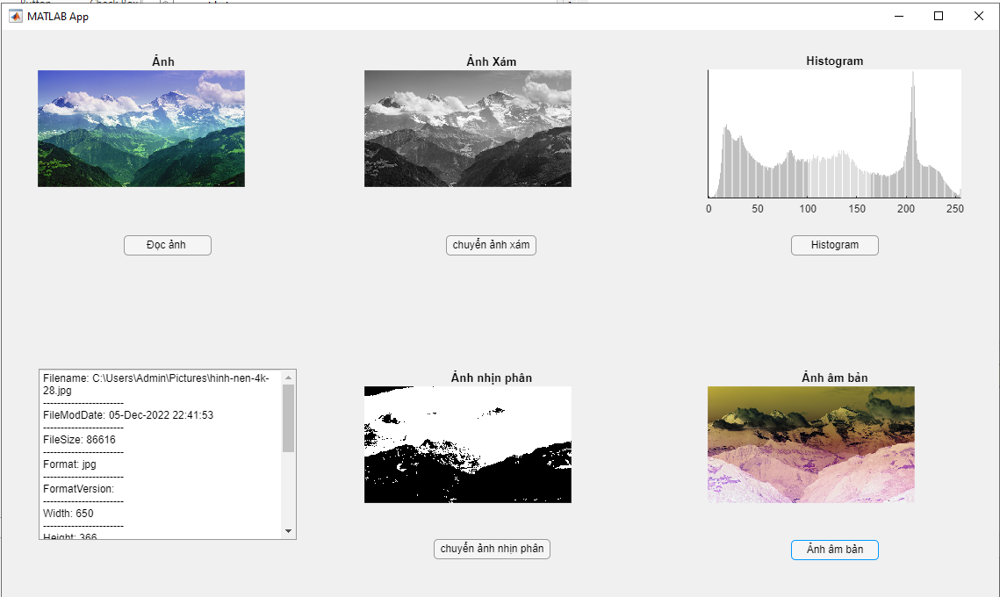 MATLAB App
Ảnh
Ảnh Xám
Histogram
0 50 100 150 200 250
Đọc ảnh
chuyển ảnh xám
Histogram
Filename: C:\Users\Admin\Pictures\hinh-nen-4k-
28.jpg
-----------------------
FileModDate: 05-Dec-2022 22:41:53
-----------------------
FileSize: 86616
-----------------------
Format: jpg
-----------------------
FormatVersion:
-----------------------
Width: 650
-----------------------
Height: 366
Ảnh nhịn phân
Ảnh âm bản
chuyển ảnh nhịn phân
Ảnh âm bản